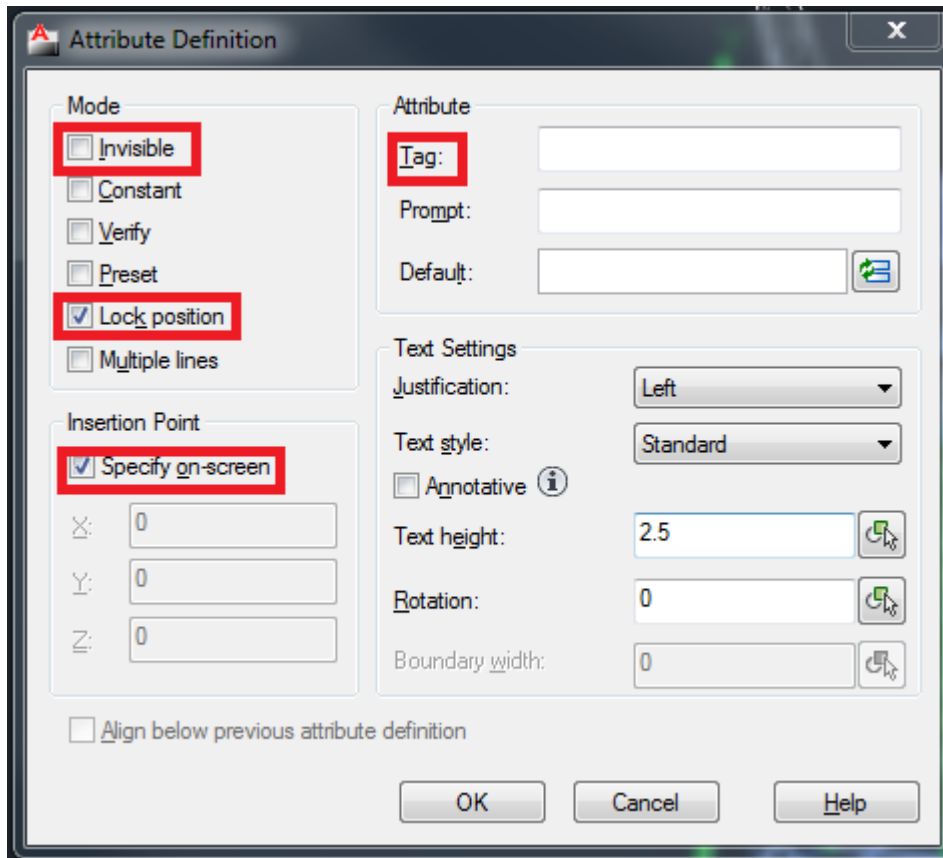 Attribute Definition
Mode
Invisible
Constant
Verify
Preset
Lock position
Multiple lines
Insertion Point
Specify on-screen
X: 0
Y: 0
Z: 0
Attribute
Tag:
Prompt:
Default:
Text Settings
Justification: Left
Text style: Standard
Annotative
Text height: 2.5
Rotation: 0
Boundary width: 0
Align below previous attribute definition
OK Cancel Help